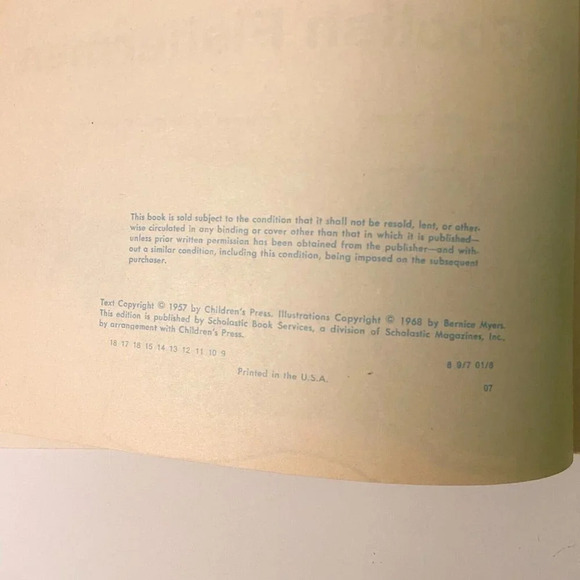 This book is sold subject to the condition that it shall not be resold, lent, or other-
wise circulated in any binding or cover other than that in which it is published—
unless prior written permission has been obtained from the publisher—and with-
out a similar condition, including this condition, being imposed on the subsequent
purchaser.
Text Copyright © 1957 by Children's Press. Illustrations Copyright © 1968 by Bernice Myers.
This edition is published by Scholastic Book Services, a division of Scholastic Magazines, Inc.,
by arrangement with Children's Press.
17 15 14 13 12 11 10 9
8 9/7 01/8
Printed in the U.S.A.
07